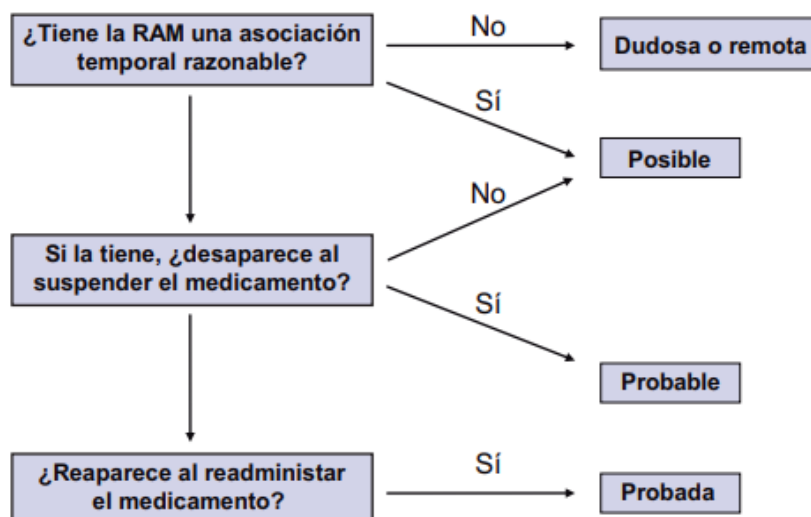 ¿Tiene la RAM una asociación
temporal razonable?
No
Dudosa o remota
Sí
Posible
No
Si la tiene, ¿desaparece al
suspender el medicamento?
Sí
Probable
¿Reaparece al readministar
el medicamento?
Sí
Probada